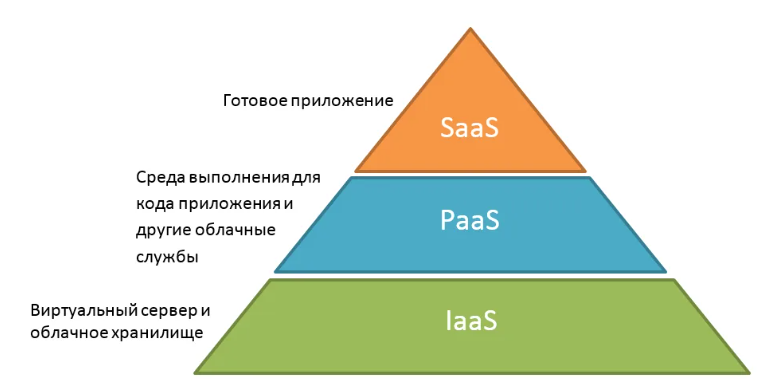 Готовое приложение
SaaS
Среда выполнения для
кода приложения и
другие облачные
службы
PaaS
Виртуальный сервер и
облачное хранилище
IaaS